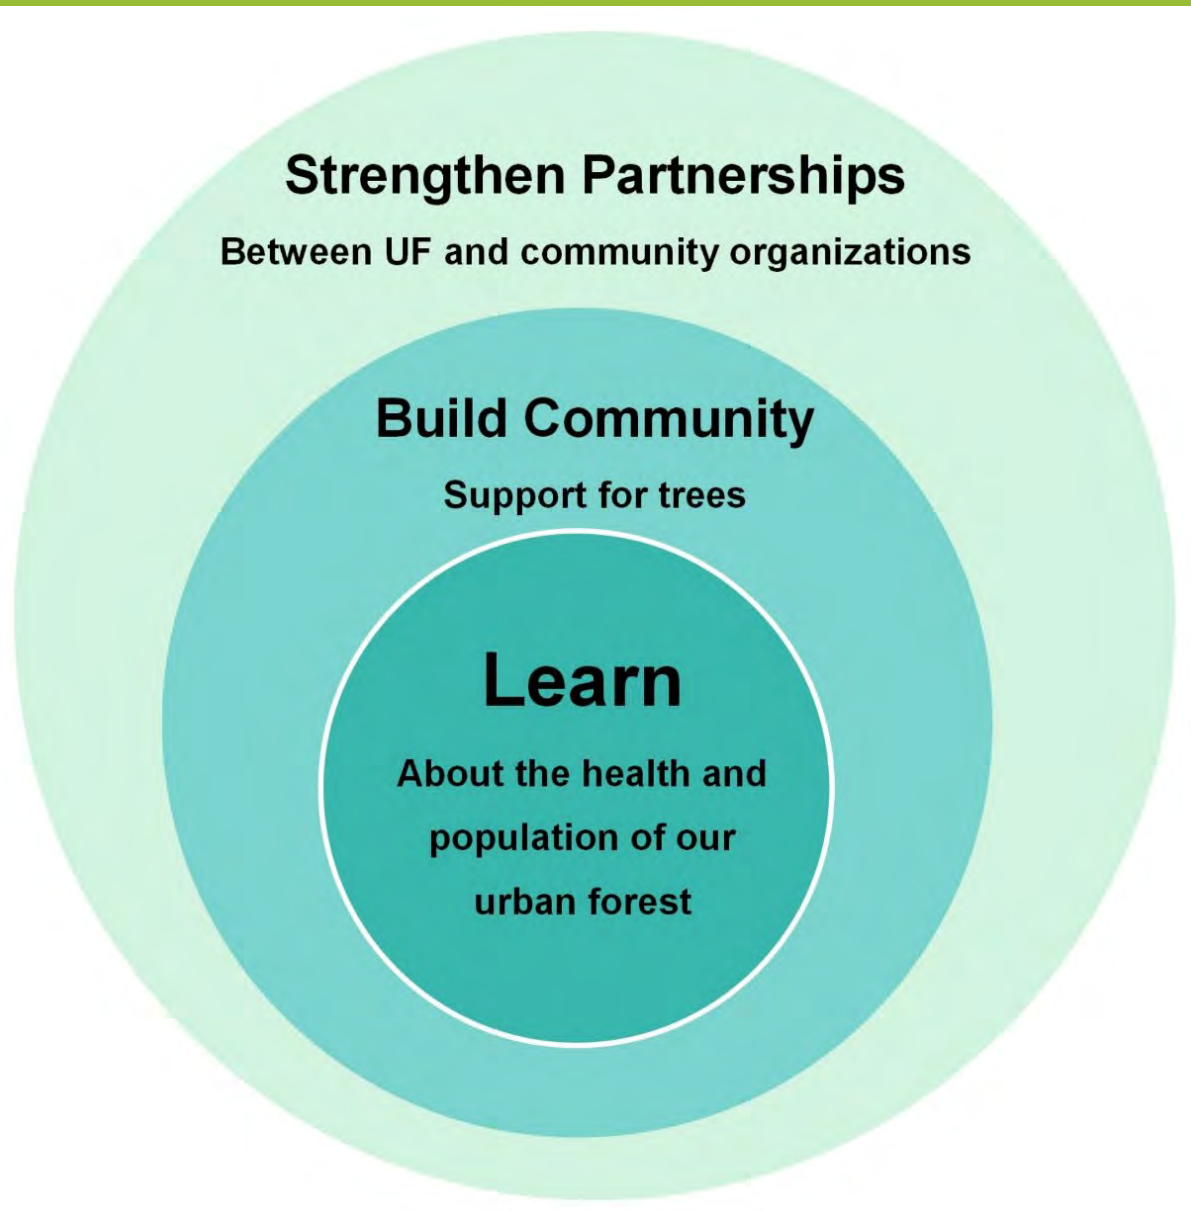 Strengthen Partnerships
Between UF and community organizations
Build Community
Support for trees
Learn
About the health and
population of our
urban forest